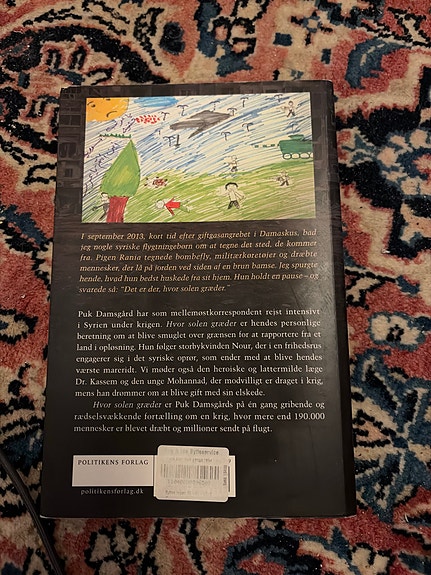 I september 2013, kort tid efter giftgasangrebet i Damaskus, bad
jeg nogle syriske flygtningebørn om at tegne det sted, de kommer
fra. Pigen Rania tegnede bombefly, militærkøretøjer og dræbte
mennesker, der lå på jorden ved siden af en brun bamse. Jeg spurgte
hende, hvad hun bedst huskede fra sit hjem. Hun holdt en pause – og
svarede så: "Det er der, hvor solen græder."
Puk Damsgård har som mellemøstkorrespondent rejst intensivt
i Syrien under krigen. Hvor solen græder er hendes personlige
beretning om at blive smuglet over grænsen for at rapportere fra et
land i opløsning. Hun følger storbykvinden Nour, der i en frihedsrus
engagerer sig i det syriske oprør, som ender med at blive hendes
værste mareridt. Vi møder også den heroiske og lattermilde læge
Dr. Kassem og den unge Mohannad, der modvilligt er draget i krig,
mens han drømmer om at blive gift med sin elskede.
Hvor solen græder er Puk Damsgårds på én gang gribende og
rædselsvækkende fortælling om en krig, hvor mere end 190.000
mennesker er blevet dræbt og millioner sendt på flugt.
POLITIKENS FORLAG
politikensforlag.dk